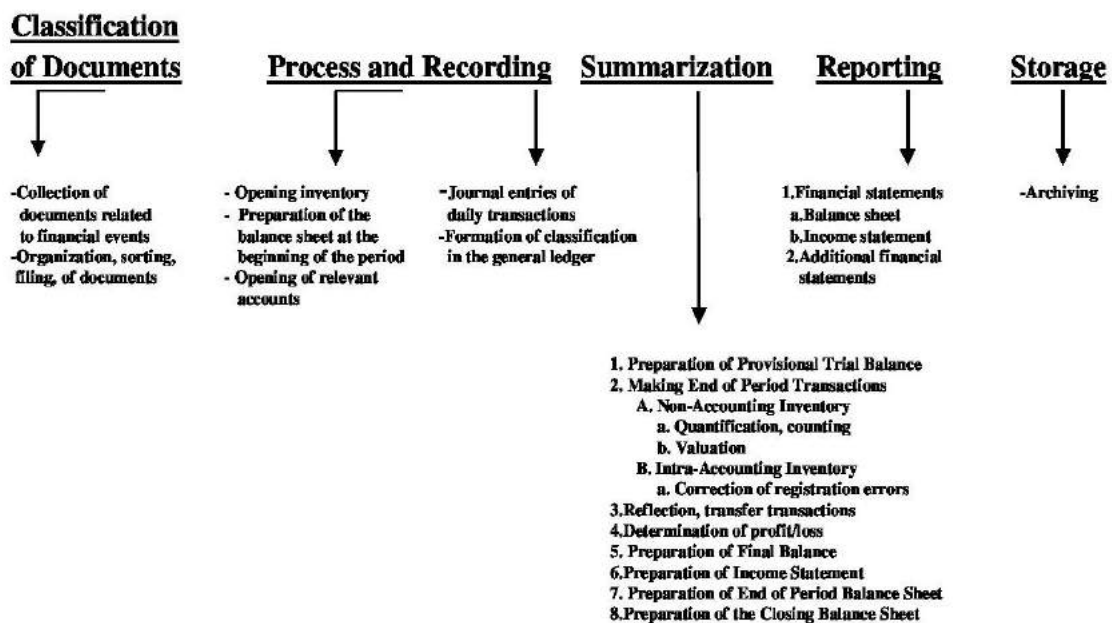 Classification
of Documents
Process and Recording
Summarization
Reporting
Storage
-Collection of
documents related
to financial events
-Organization, sorting,
filing, of documents
- Opening inventory
- Preparation of the
balance sheet at the
beginning of the period
- Opening of relevant
accounts
-Journal entries of
daily transactions
-Formation of classification
in the general ledger
1.Financial statements
a.Balance sheet
b.Income statement
2.Additional financial
statements
-Archiving
1. Preparation of Provisional Trial Balance
2. Making End of Period Transactions
A. Non-Accounting Inventory
a. Quantification, counting
b. Valuation
B. Intra-Accounting Inventory
a. Correction of registration errors
3.Reflection, transfer transactions
4.Determination of profit/loss
5. Preparation of Final Balance
6.Preparation of Income Statement
7. Preparation of End of Period Balance Sheet
8.Preparation of the Closing Balance Sheet